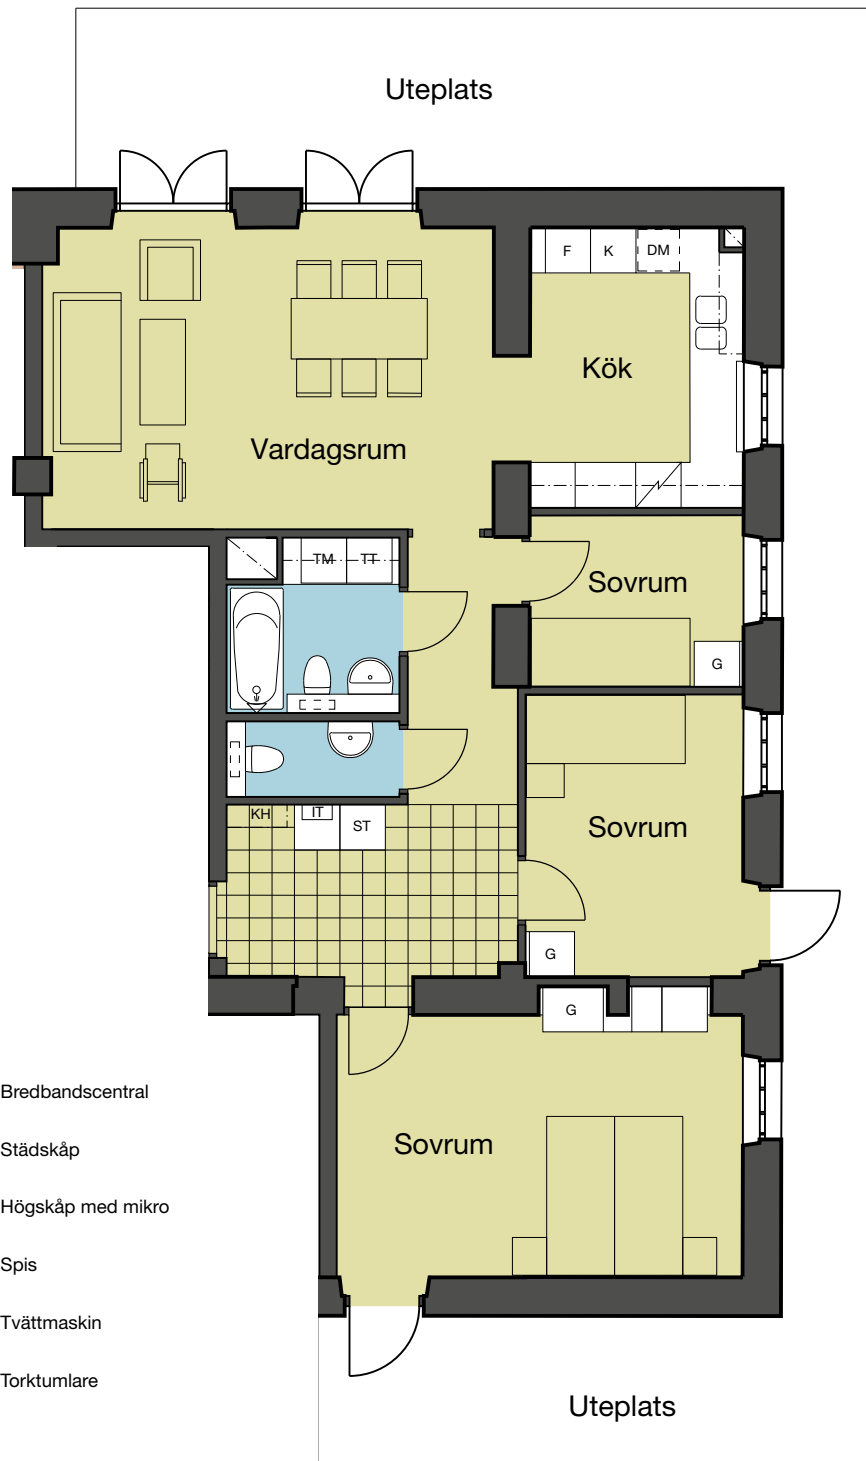 Uteplats
F
K
DM
Kök
Vardagsrum
TM
TT
Sovrum
G
KH
IT
ST
Sovrum
G
G
Bredbandscentral
Sovrum
Städskåp
Högskåp med mikro
Spis
Tvättmaskin
Torktumlare
Uteplats